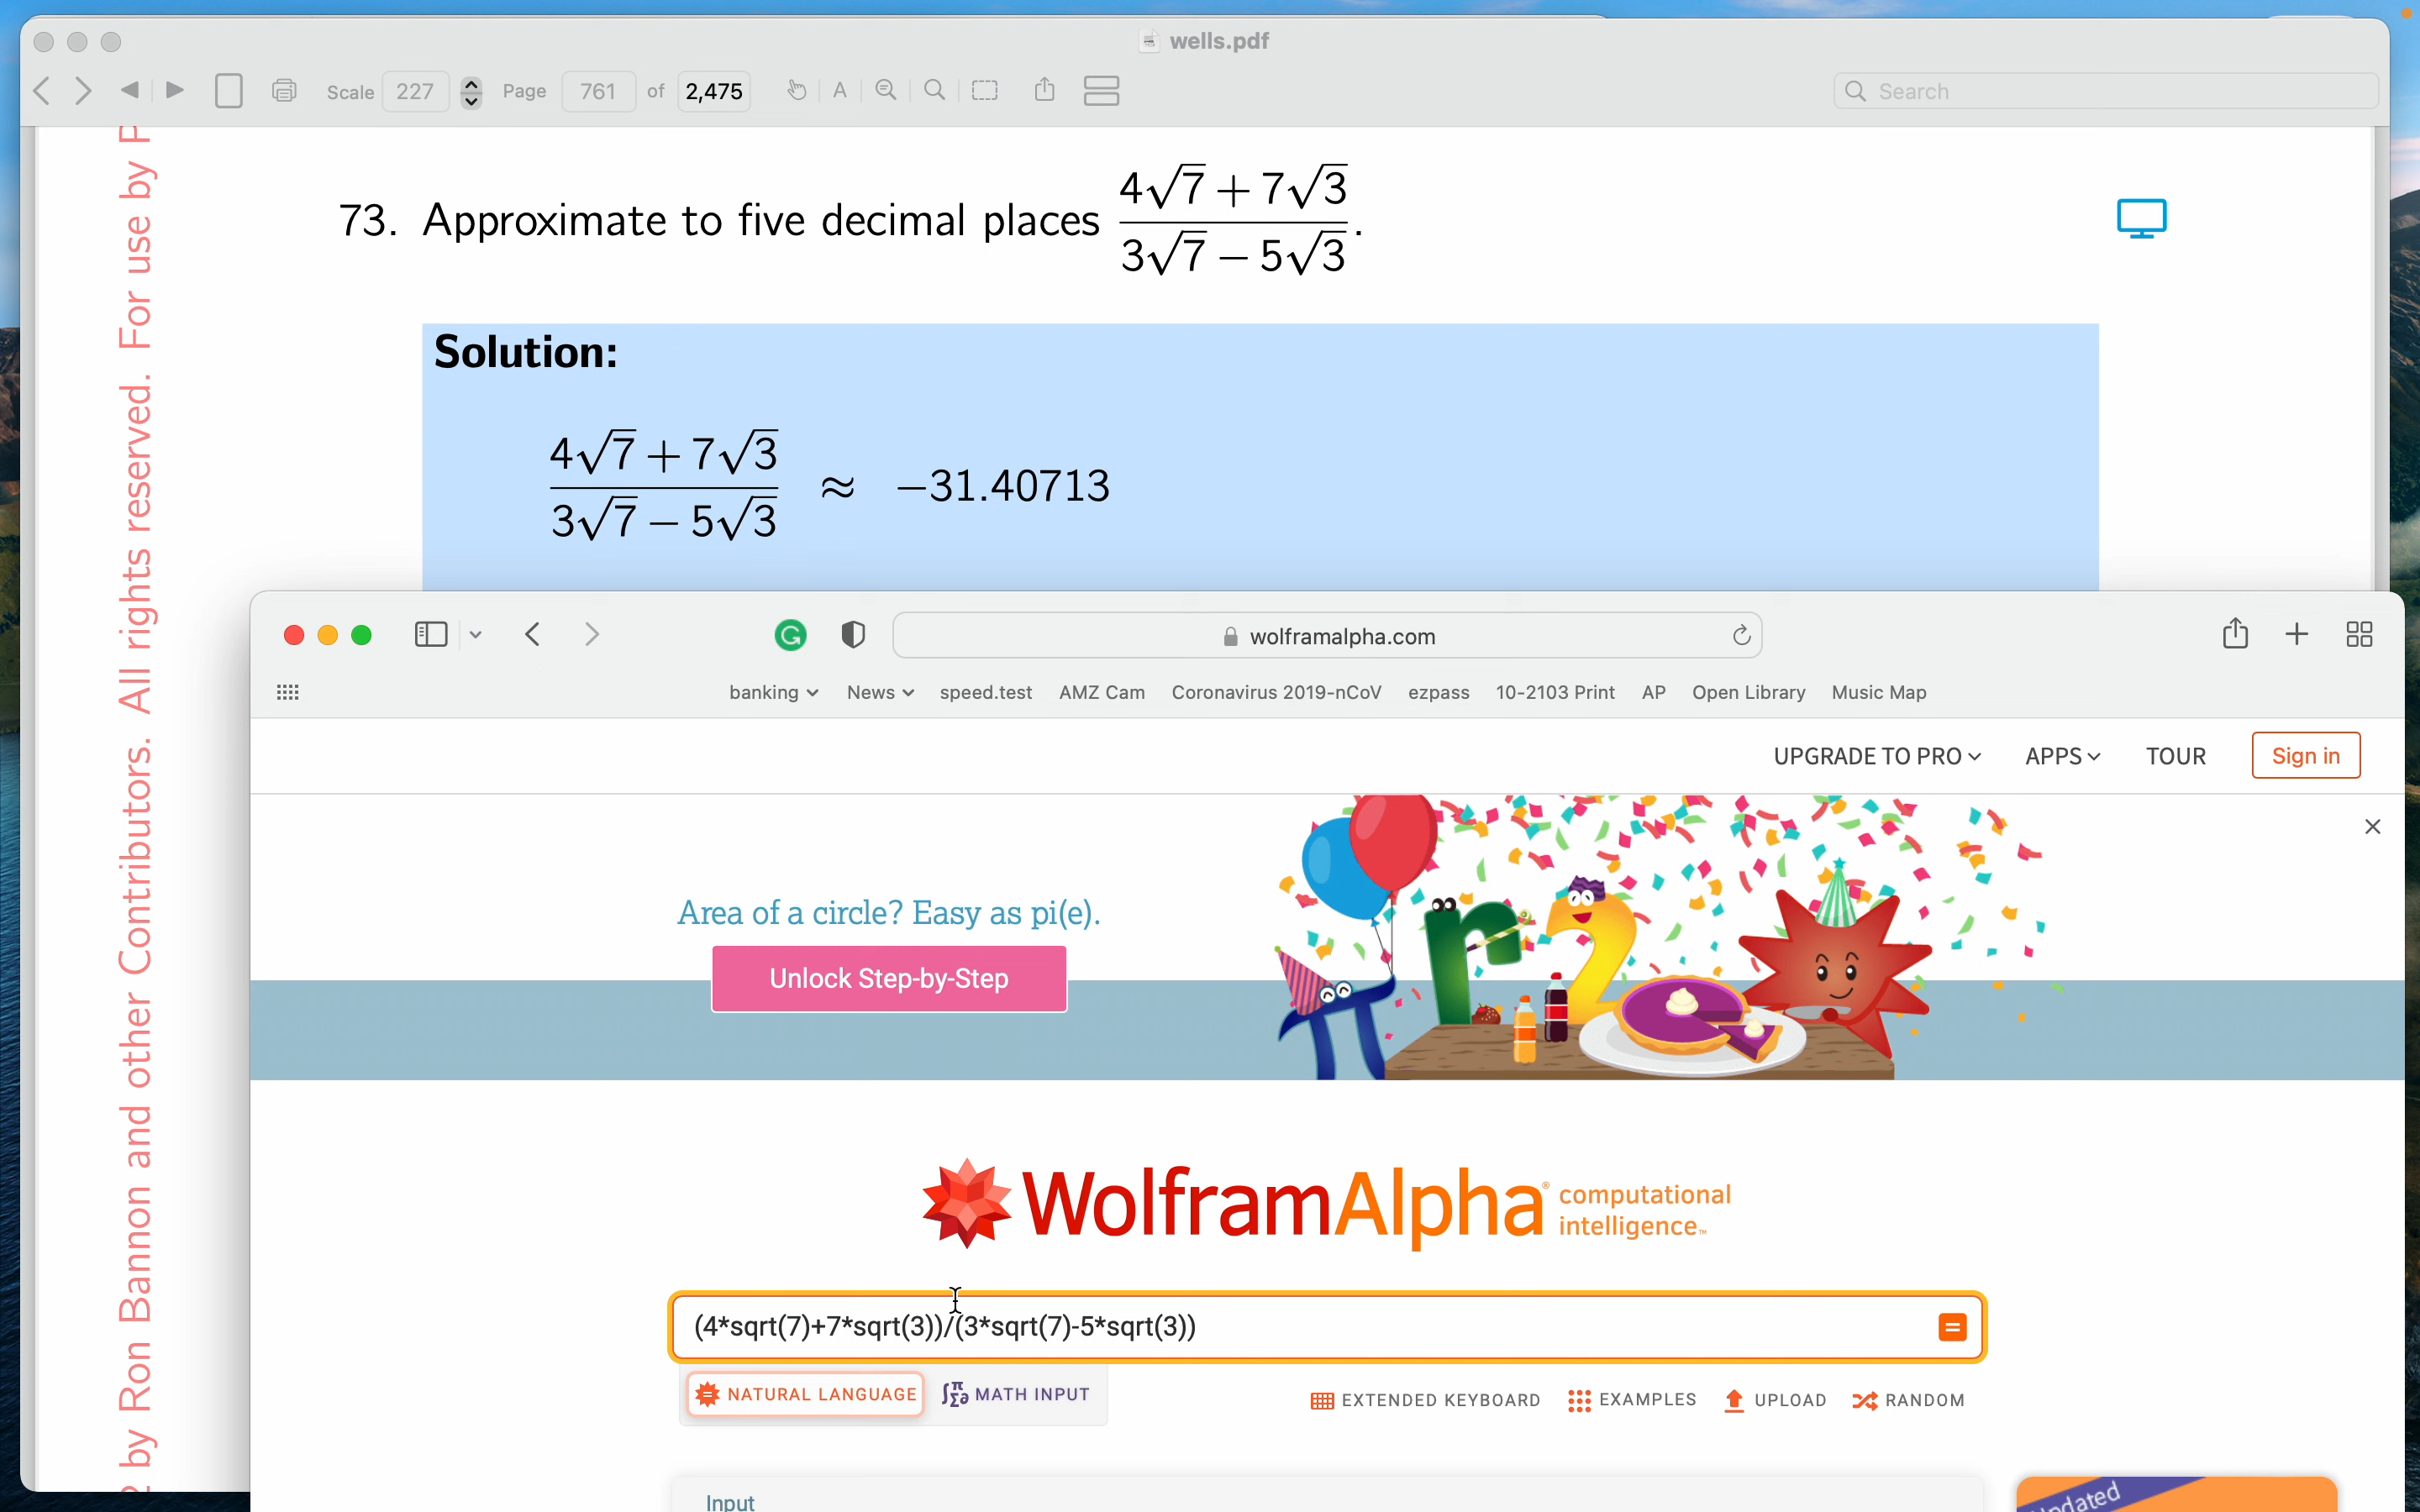 wells.pdf
Scale 227 Page 761 of 2,475 A Search
73. Approximate to five decimal places (4√7 + 7√3)/(3√7 − 5√3).
Solution:
(4√7 + 7√3)/(3√7 − 5√3) ≈ −31.40713
by Ron Bannon and other Contributors. All rights reserved. For use by
wolframalpha.com
banking News speed.test AMZ Cam Coronavirus 2019-nCoV ezpass 10-2103 Print AP Open Library Music Map
UPGRADE TO PRO APPS TOUR Sign in
Area of a circle? Easy as pi(e).
Unlock Step-by-Step
π r 2
WolframAlpha® computational
intelligence™
(4*sqrt(7)+7*sqrt(3))/(3*sqrt(7)-5*sqrt(3)) =
NATURAL LANGUAGE ∫Σ∂π MATH INPUT EXTENDED KEYBOARD EXAMPLES UPLOAD RANDOM
Input